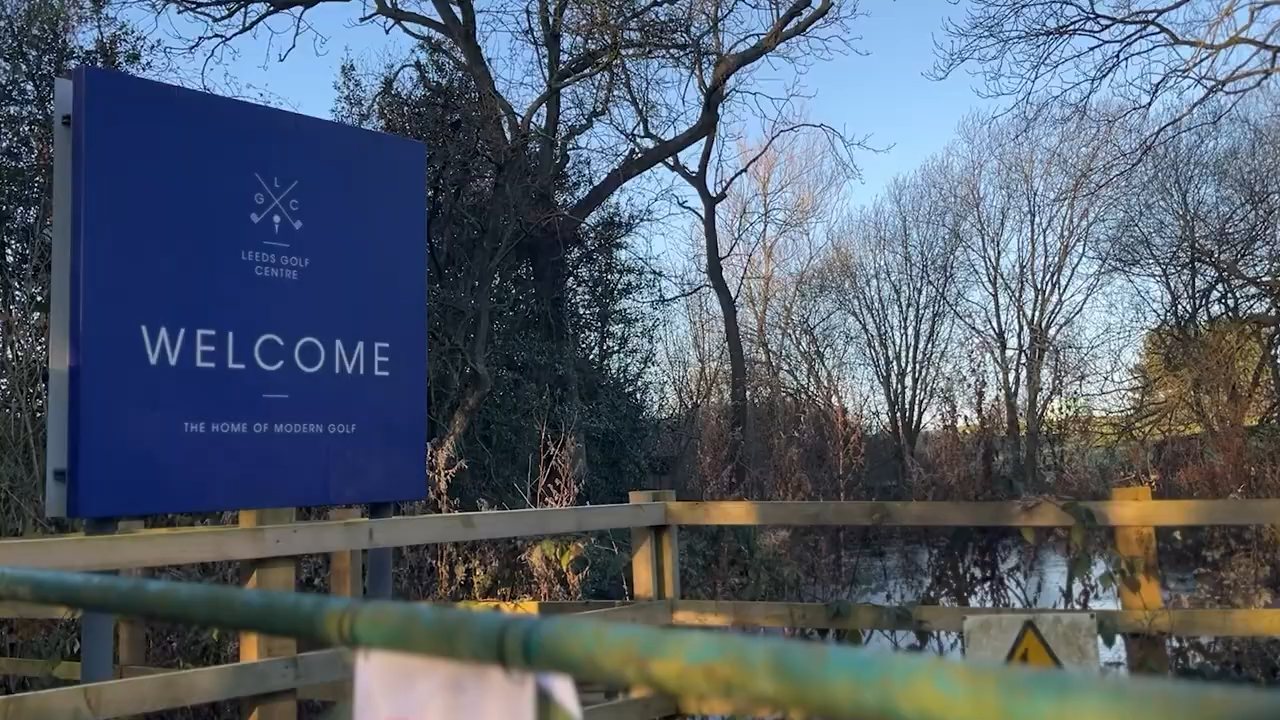 L
G C
LEEDS GOLF
CENTRE
WELCOME
THE HOME OF MODERN GOLF